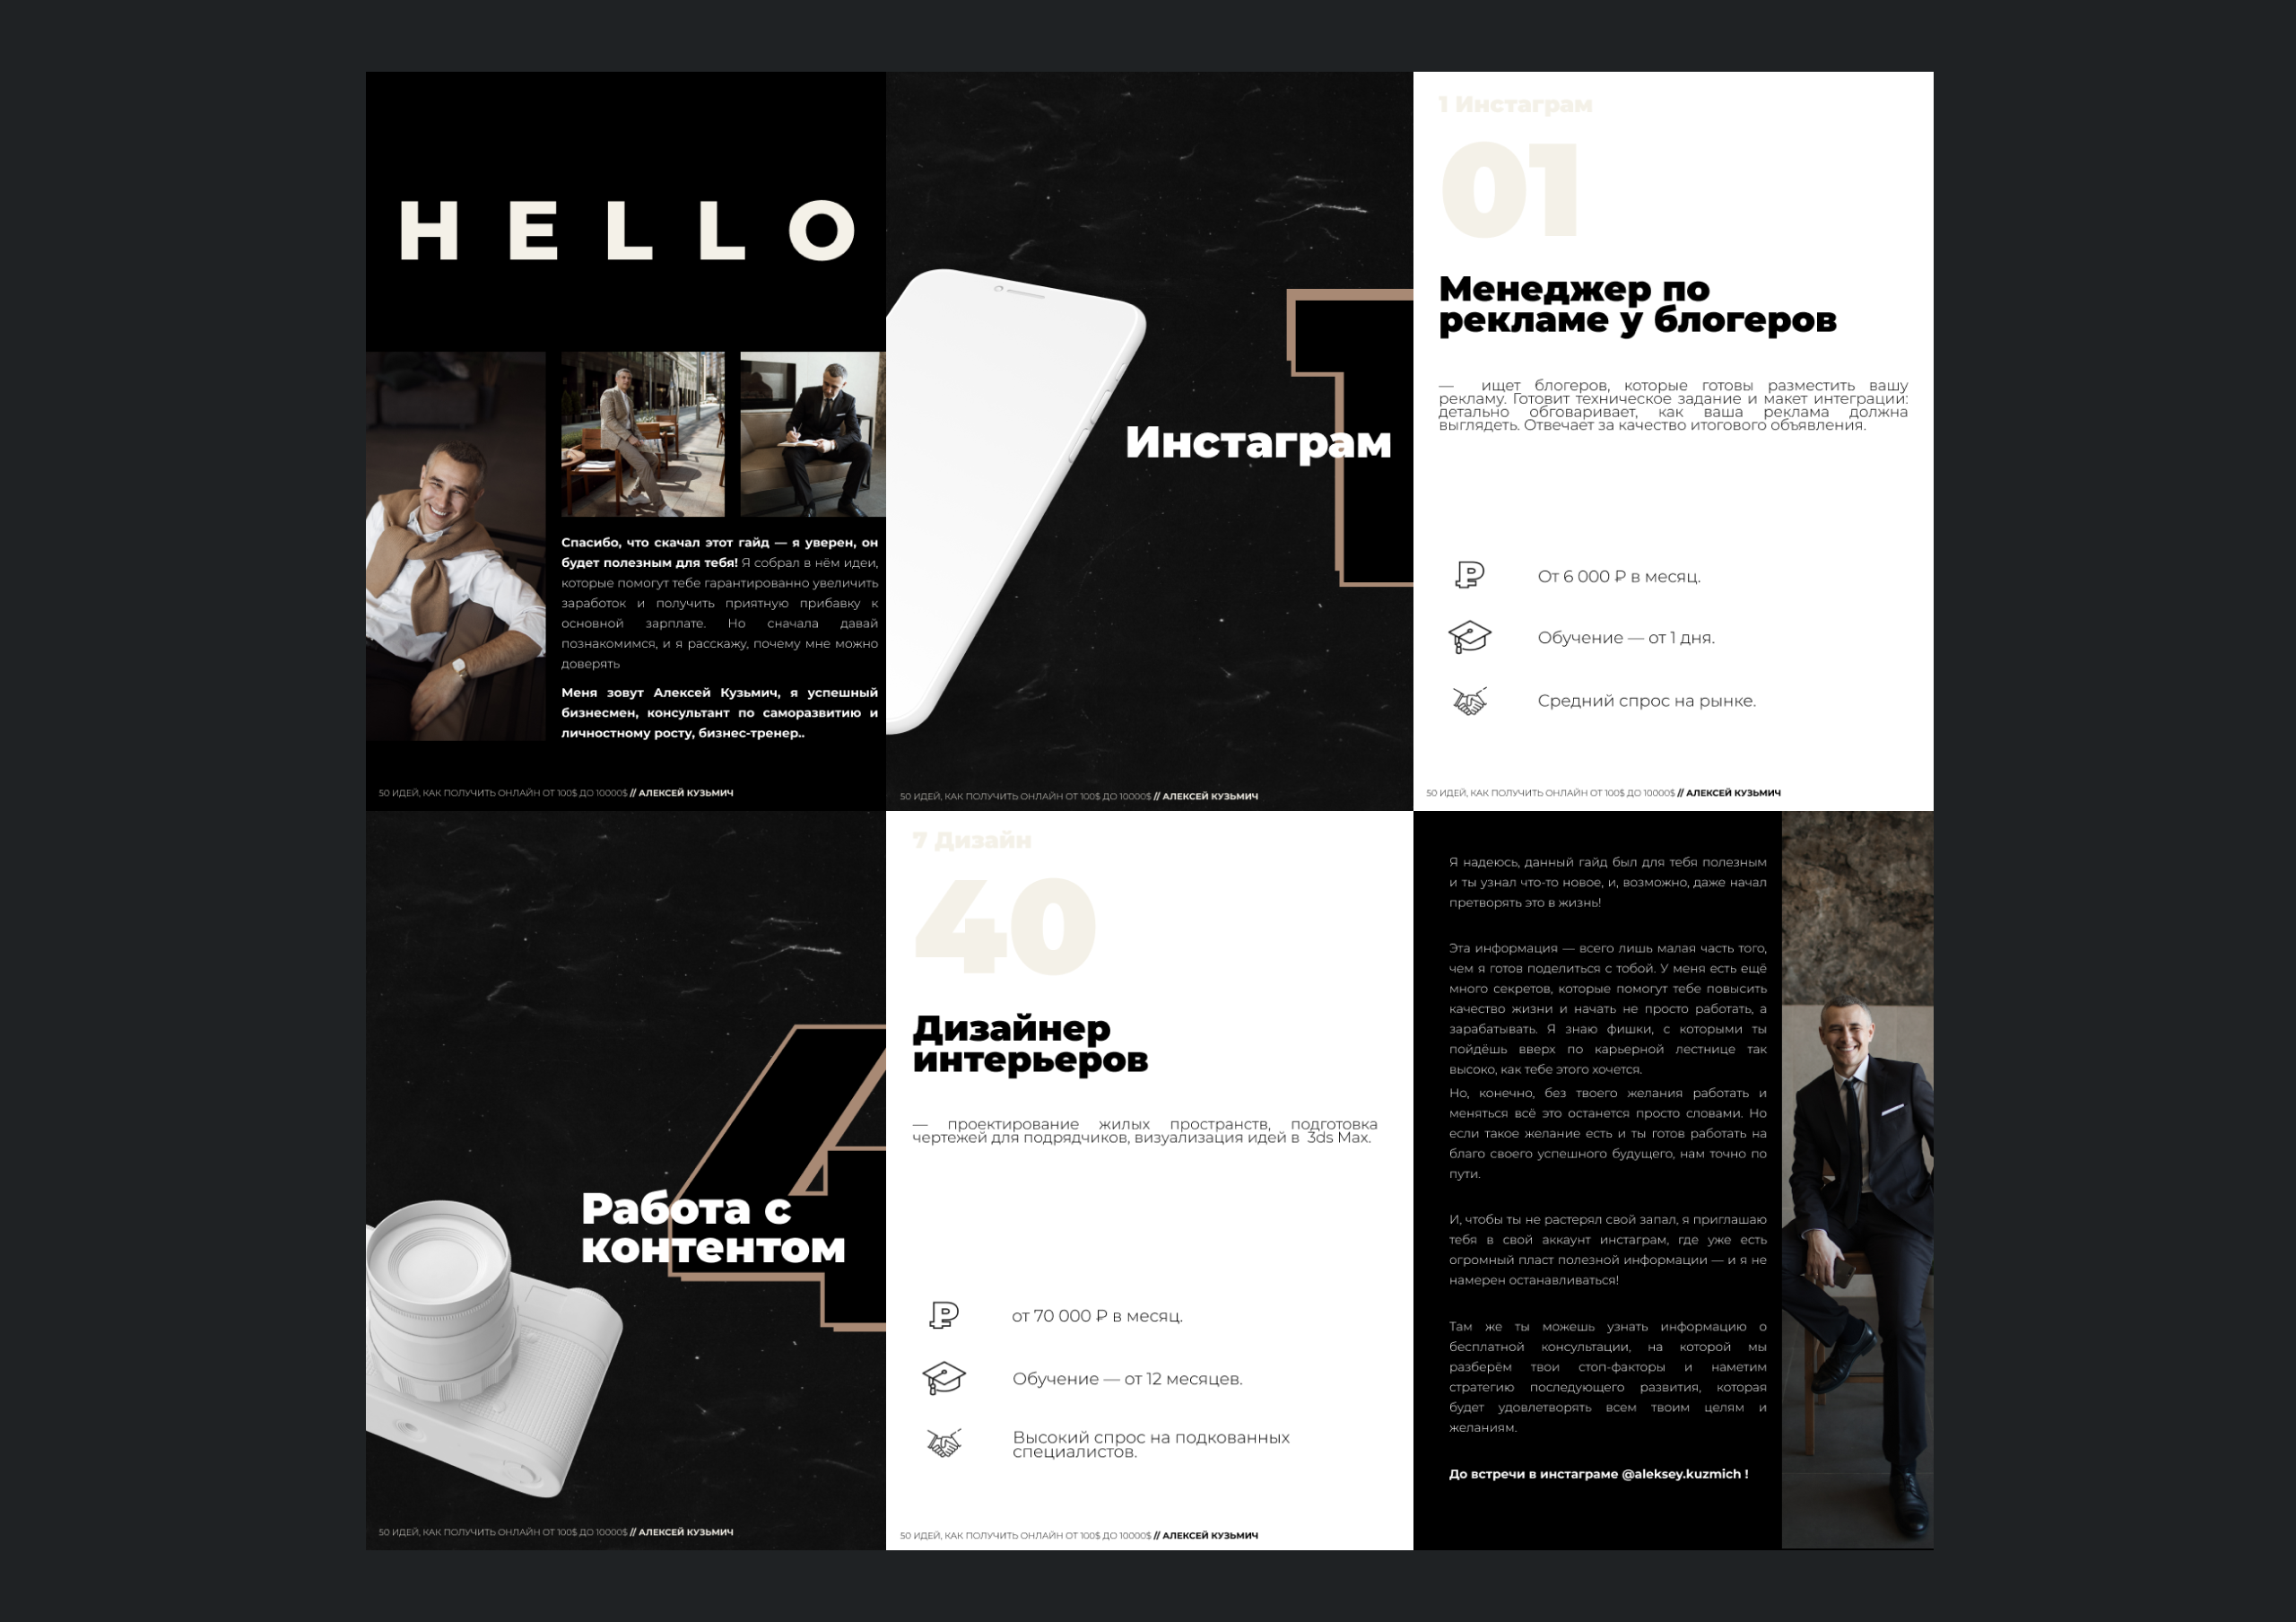 HELLO
Спасибо, что скачал этот гайд — я уверен, он
будет полезным для тебя! Я собрал в нём идеи,
которые помогут тебе гарантированно увеличить
заработок и получить приятную прибавку к
основной зарплате. Но сначала давай
познакомимся, и я расскажу, почему мне можно
доверять
Меня зовут Алексей Кузьмич, я успешный
бизнесмен, консультант по саморазвитию и
личностному росту, бизнес-тренер..
50 ИДЕЙ, КАК ПОЛУЧИТЬ ОНЛАЙН ОТ 100$ ДО 10000$ // АЛЕКСЕЙ КУЗЬМИЧ
1
Инстаграм
50 ИДЕЙ, КАК ПОЛУЧИТЬ ОНЛАЙН ОТ 100$ ДО 10000$ // АЛЕКСЕЙ КУЗЬМИЧ
1 Инстаграм
01
Менеджер по
рекламе у блогеров
— ищет блогеров, которые готовы разместить вашу
рекламу. Готовит техническое задание и макет интеграции:
детально обговаривает, как ваша реклама должна
выглядеть. Отвечает за качество итогового объявления.
От 6 000 ₽ в месяц.
Обучение — от 1 дня.
Средний спрос на рынке.
50 ИДЕЙ, КАК ПОЛУЧИТЬ ОНЛАЙН ОТ 100$ ДО 10000$ // АЛЕКСЕЙ КУЗЬМИЧ
4
Работа с
контентом
50 ИДЕЙ, КАК ПОЛУЧИТЬ ОНЛАЙН ОТ 100$ ДО 10000$ // АЛЕКСЕЙ КУЗЬМИЧ
7 Дизайн
40
Дизайнер
интерьеров
— проектирование жилых пространств, подготовка
чертежей для подрядчиков, визуализация идей в 3ds Max.
от 70 000 ₽ в месяц.
Обучение — от 12 месяцев.
Высокий спрос на подкованных
специалистов.
50 ИДЕЙ, КАК ПОЛУЧИТЬ ОНЛАЙН ОТ 100$ ДО 10000$ // АЛЕКСЕЙ КУЗЬМИЧ
Я надеюсь, данный гайд был для тебя полезным
и ты узнал что-то новое, и, возможно, даже начал
претворять это в жизнь!
Эта информация — всего лишь малая часть того,
чем я готов поделиться с тобой. У меня есть ещё
много секретов, которые помогут тебе повысить
качество жизни и начать не просто работать, а
зарабатывать. Я знаю фишки, с которыми ты
пойдёшь вверх по карьерной лестнице так
высоко, как тебе этого хочется.
Но, конечно, без твоего желания работать и
меняться всё это останется просто словами. Но
если такое желание есть и ты готов работать на
благо своего успешного будущего, нам точно по
пути.
И, чтобы ты не растерял свой запал, я приглашаю
тебя в свой аккаунт инстаграм, где уже есть
огромный пласт полезной информации — и я не
намерен останавливаться!
Там же ты можешь узнать информацию о
бесплатной консультации, на которой мы
разберём твои стоп-факторы и наметим
стратегию последующего развития, которая
будет удовлетворять всем твоим целям и
желаниям.
До встречи в инстаграме @aleksey.kuzmich !